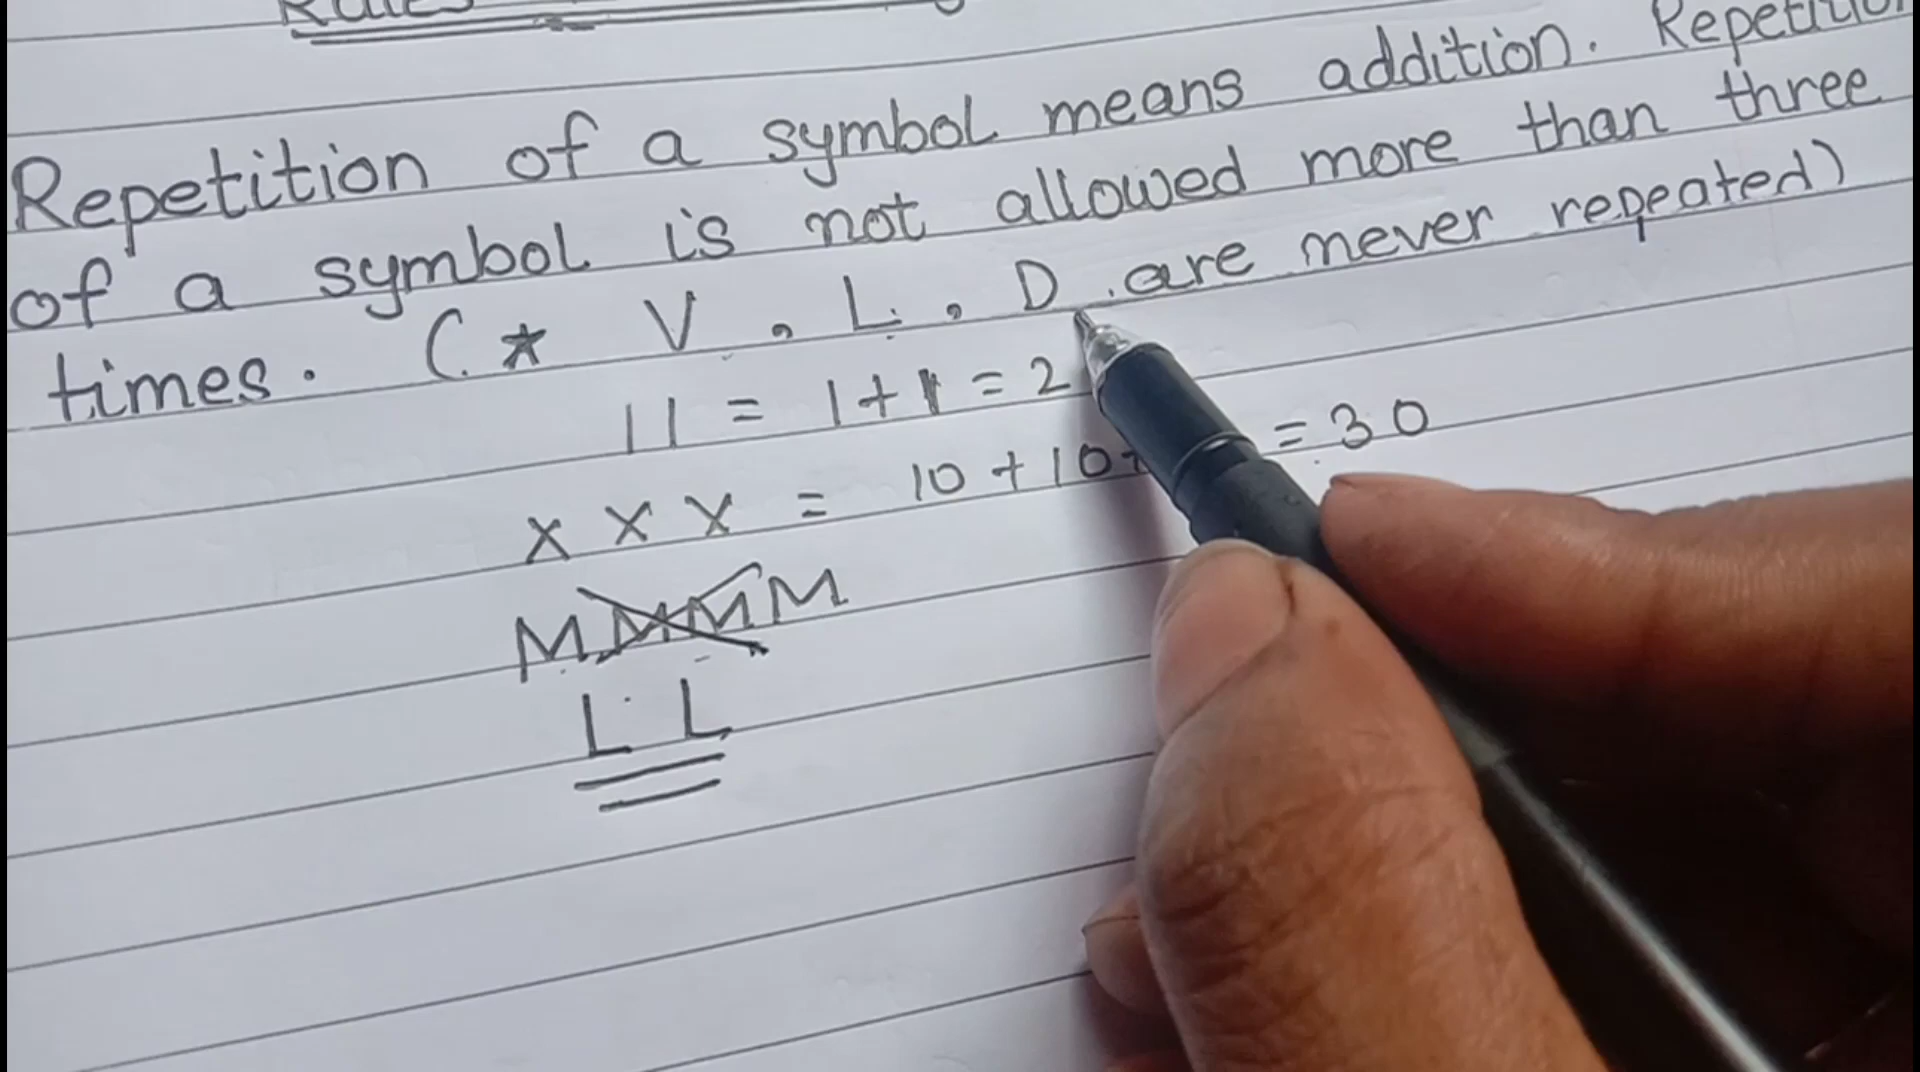 Rules
Repetition of a symbol means addition. Repetition
of a symbol is not allowed more than three
times. (* V, L, D are never repeated)
11 = 1+1 = 2
XXX = 10 + 10+ = 30
MMMM
L L